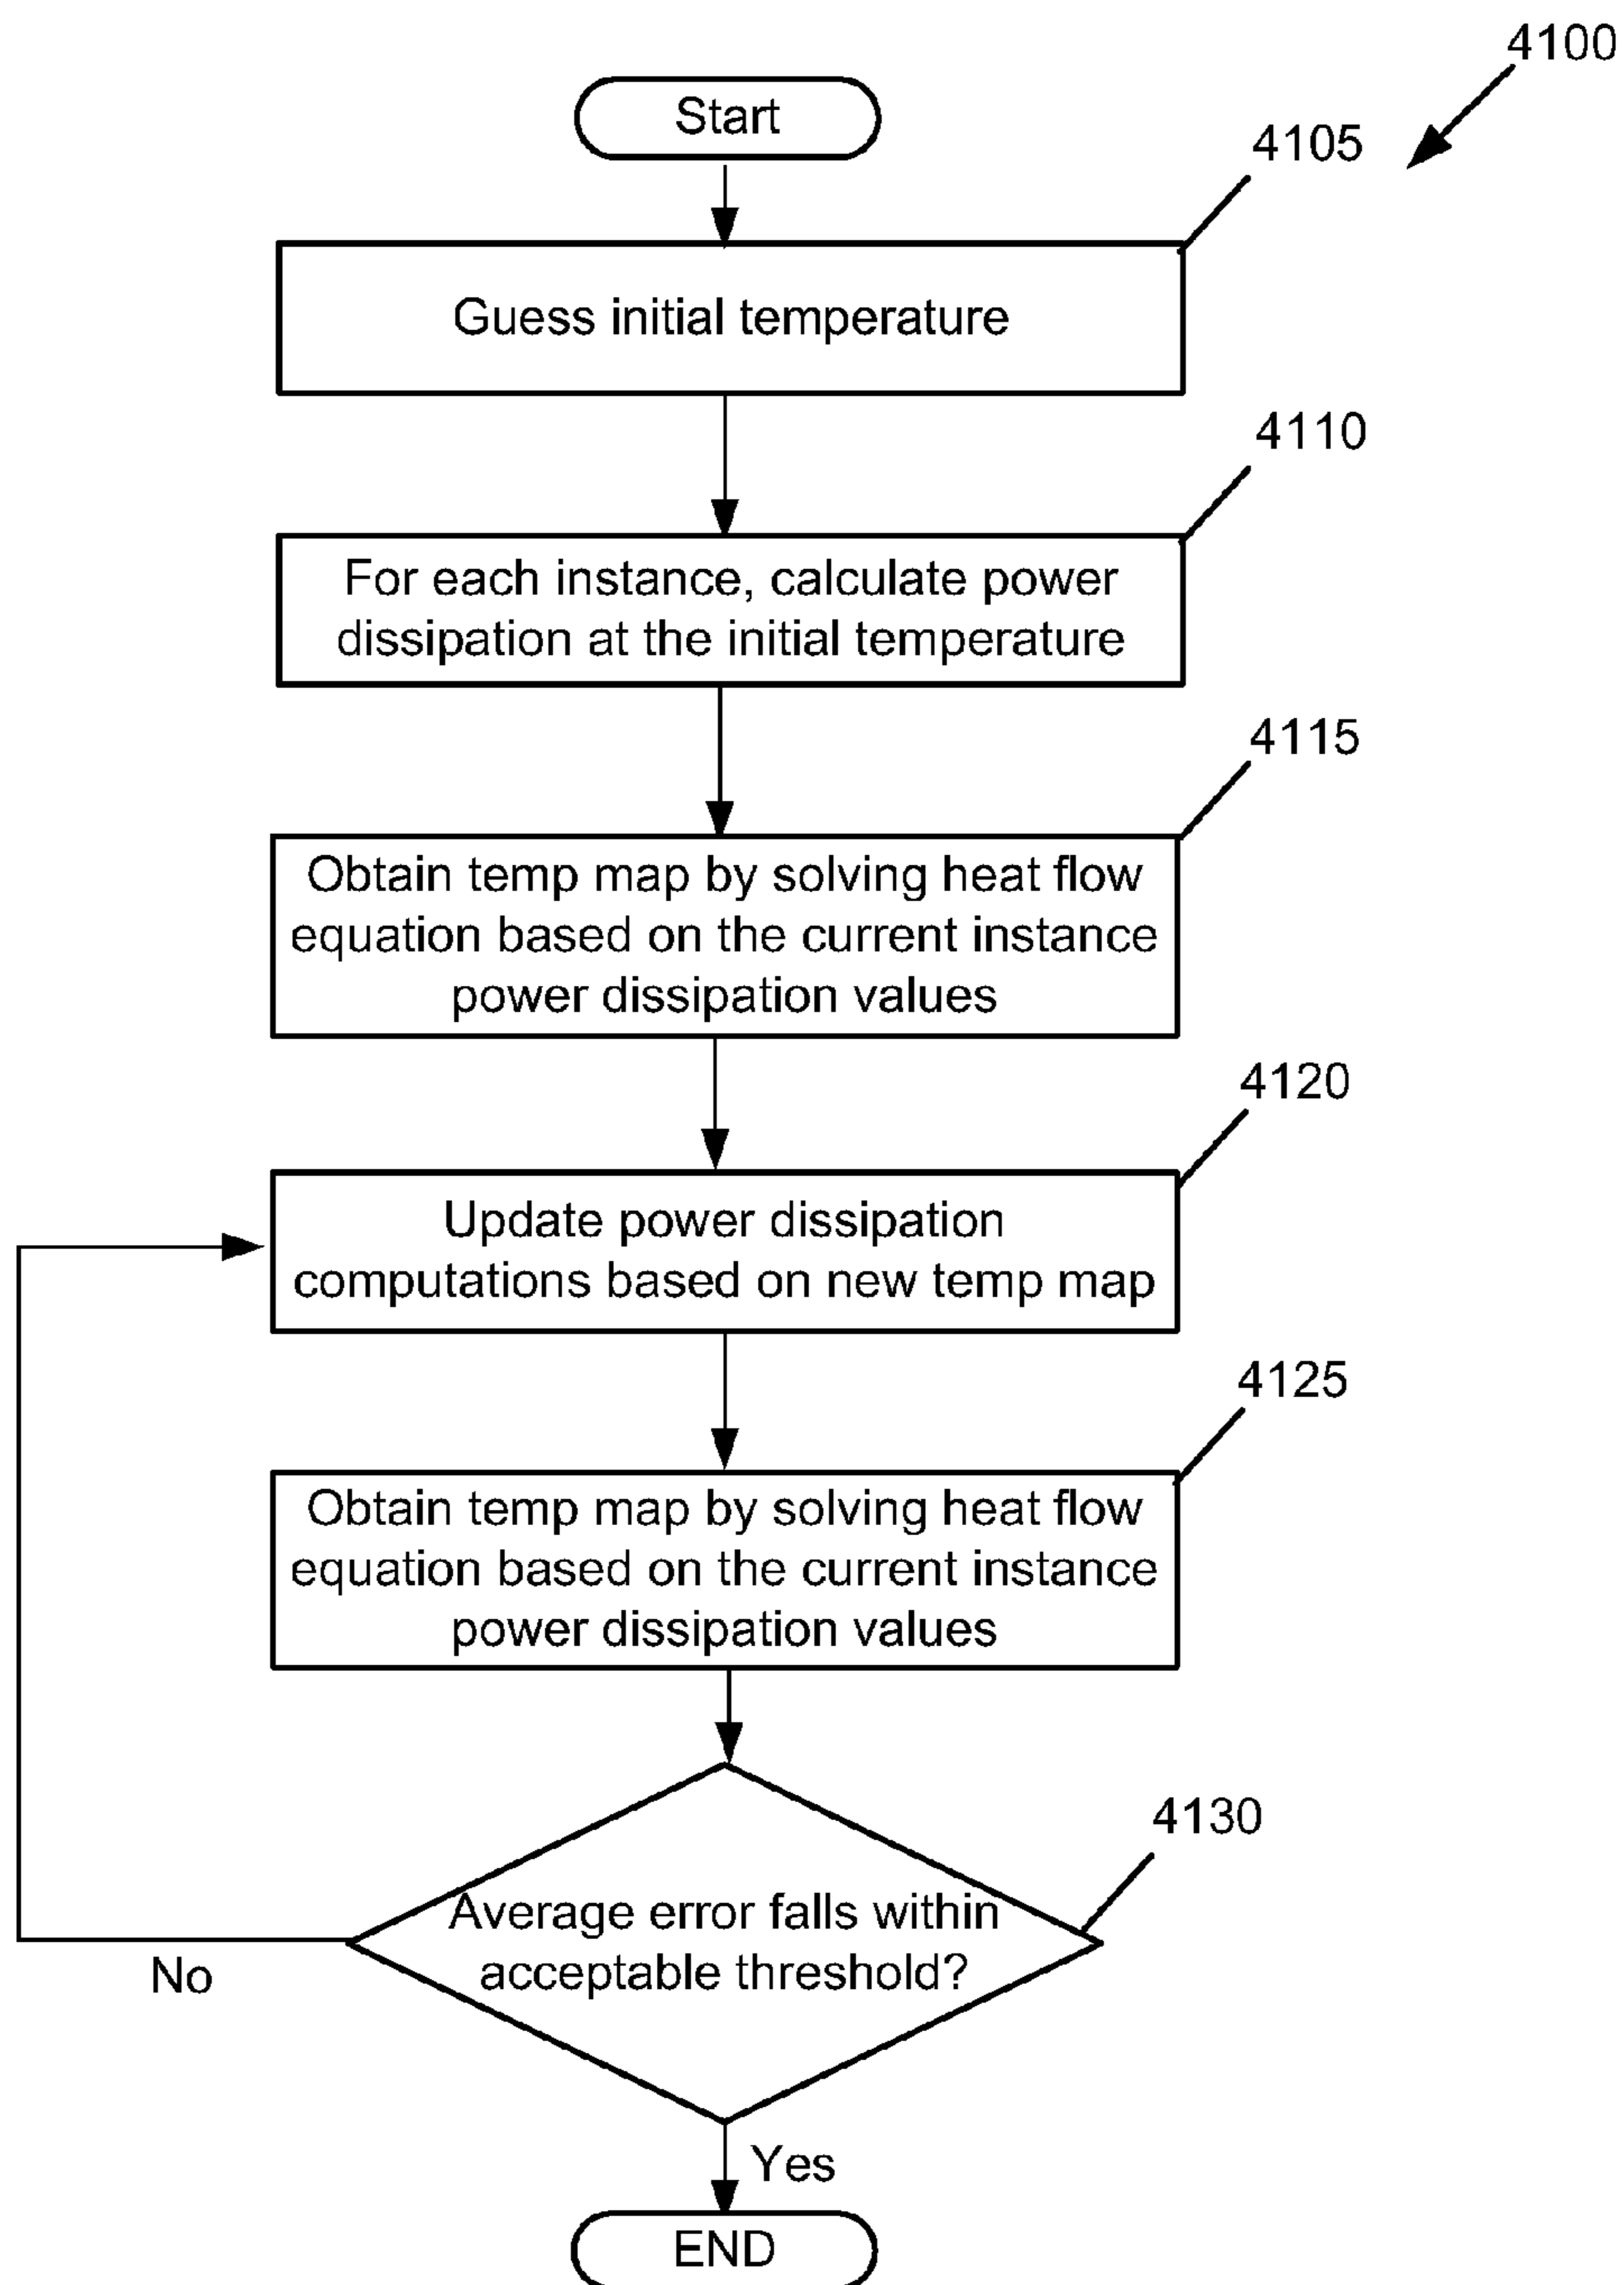 4100
Start
4105
Guess initial temperature
4110
For each instance, calculate power
dissipation at the initial temperature
4115
Obtain temp map by solving heat flow
equation based on the current instance
power dissipation values
4120
Update power dissipation
computations based on new temp map
4125
Obtain temp map by solving heat flow
equation based on the current instance
power dissipation values
4130
Average error falls within
acceptable threshold?
No
Yes
END